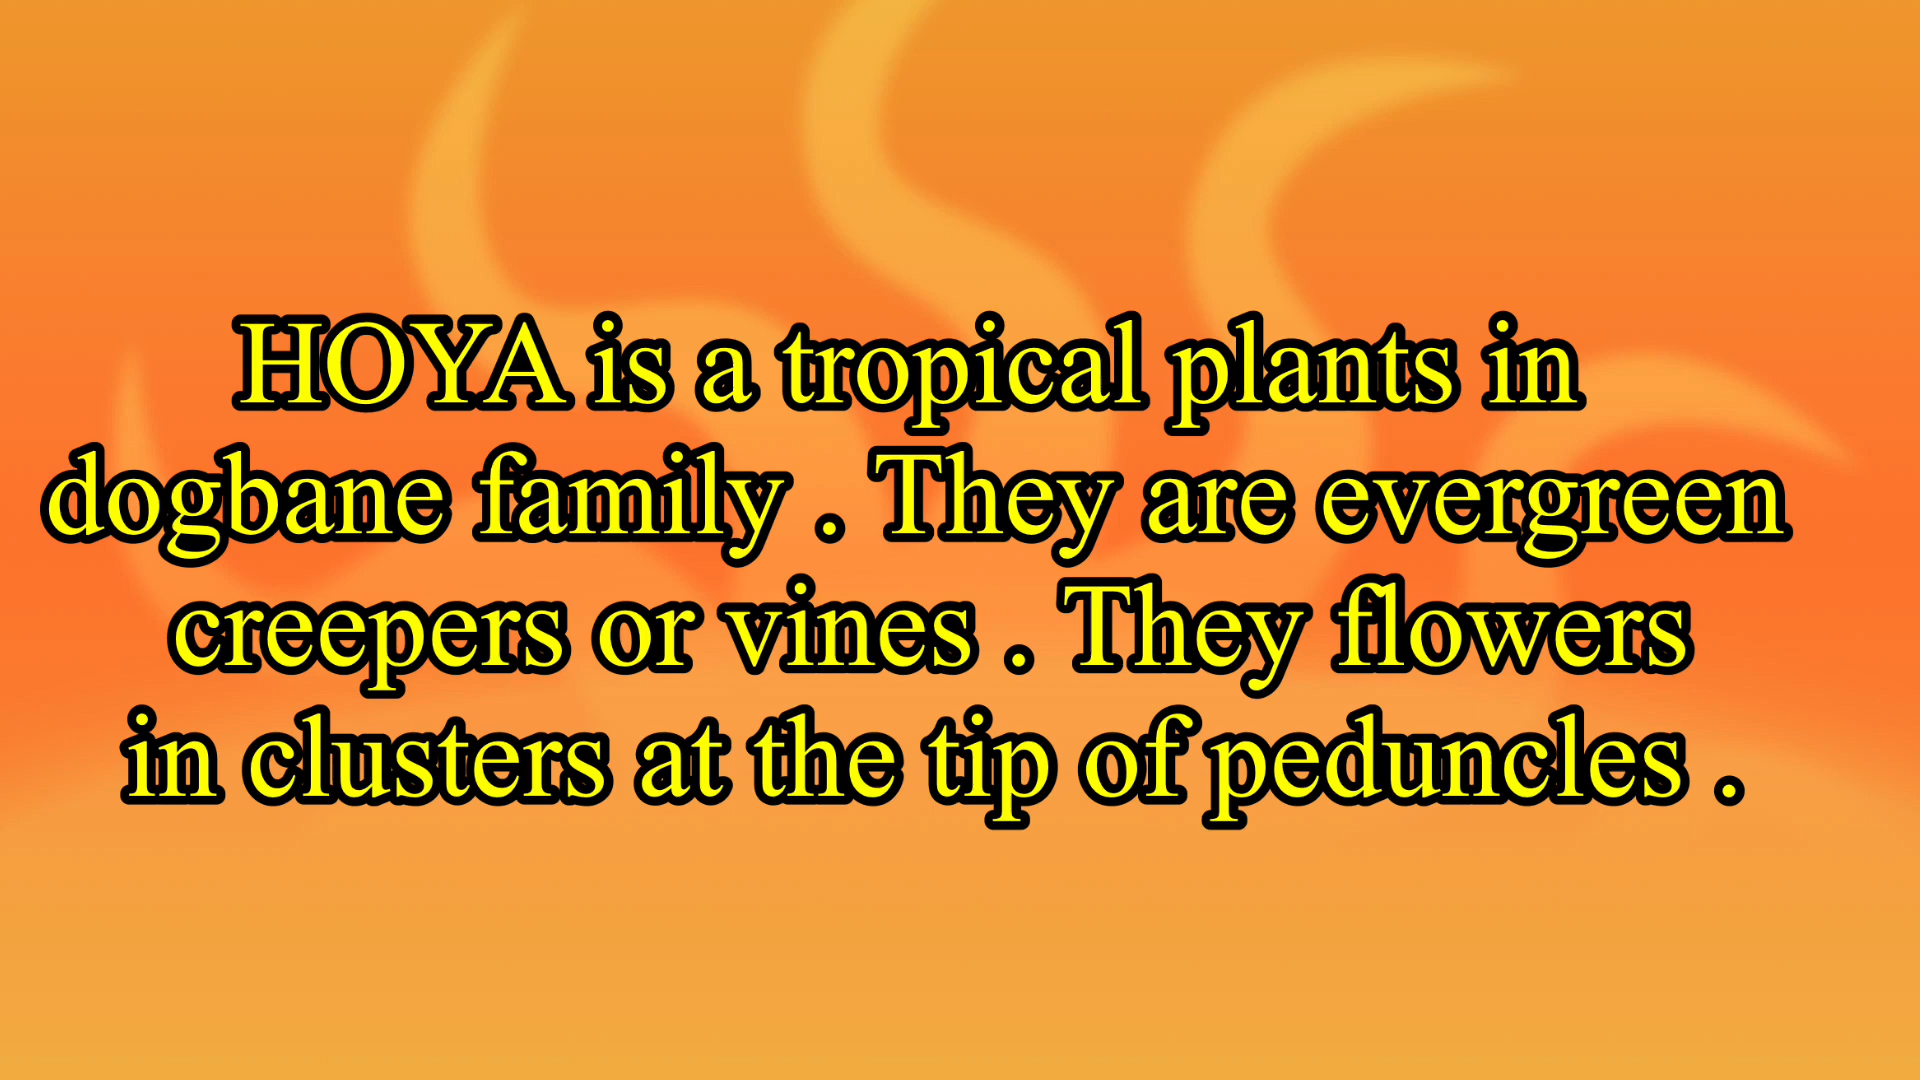 HOYA is a tropical plants in
dogbane family . They are evergreen
creepers or vines . They flowers
in clusters at the tip of peduncles .